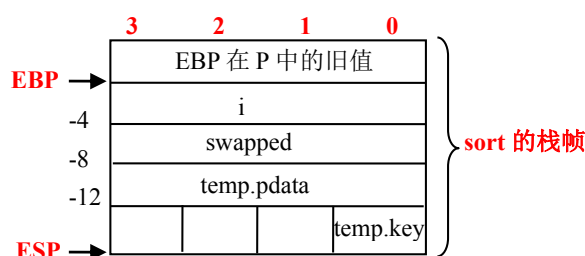 3 2 1 0
EBP 在 P 中的旧值
EBP
i
-4
swapped
sort 的栈帧
-8
temp.pdata
-12
temp.key
ESP